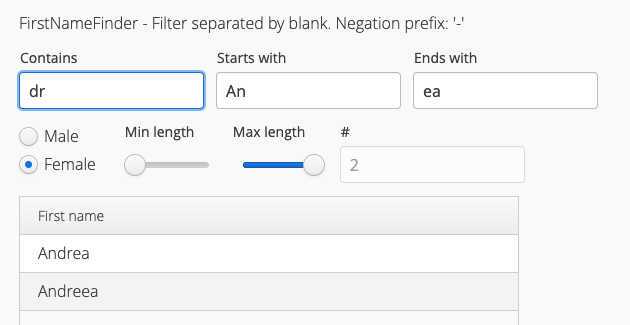 FirstNameFinder - Filter separated by blank. Negation prefix: '-'
Contains Starts with Ends with
dr An ea
Male Min length Max length #
Female 2
First name
Andrea
Andreea